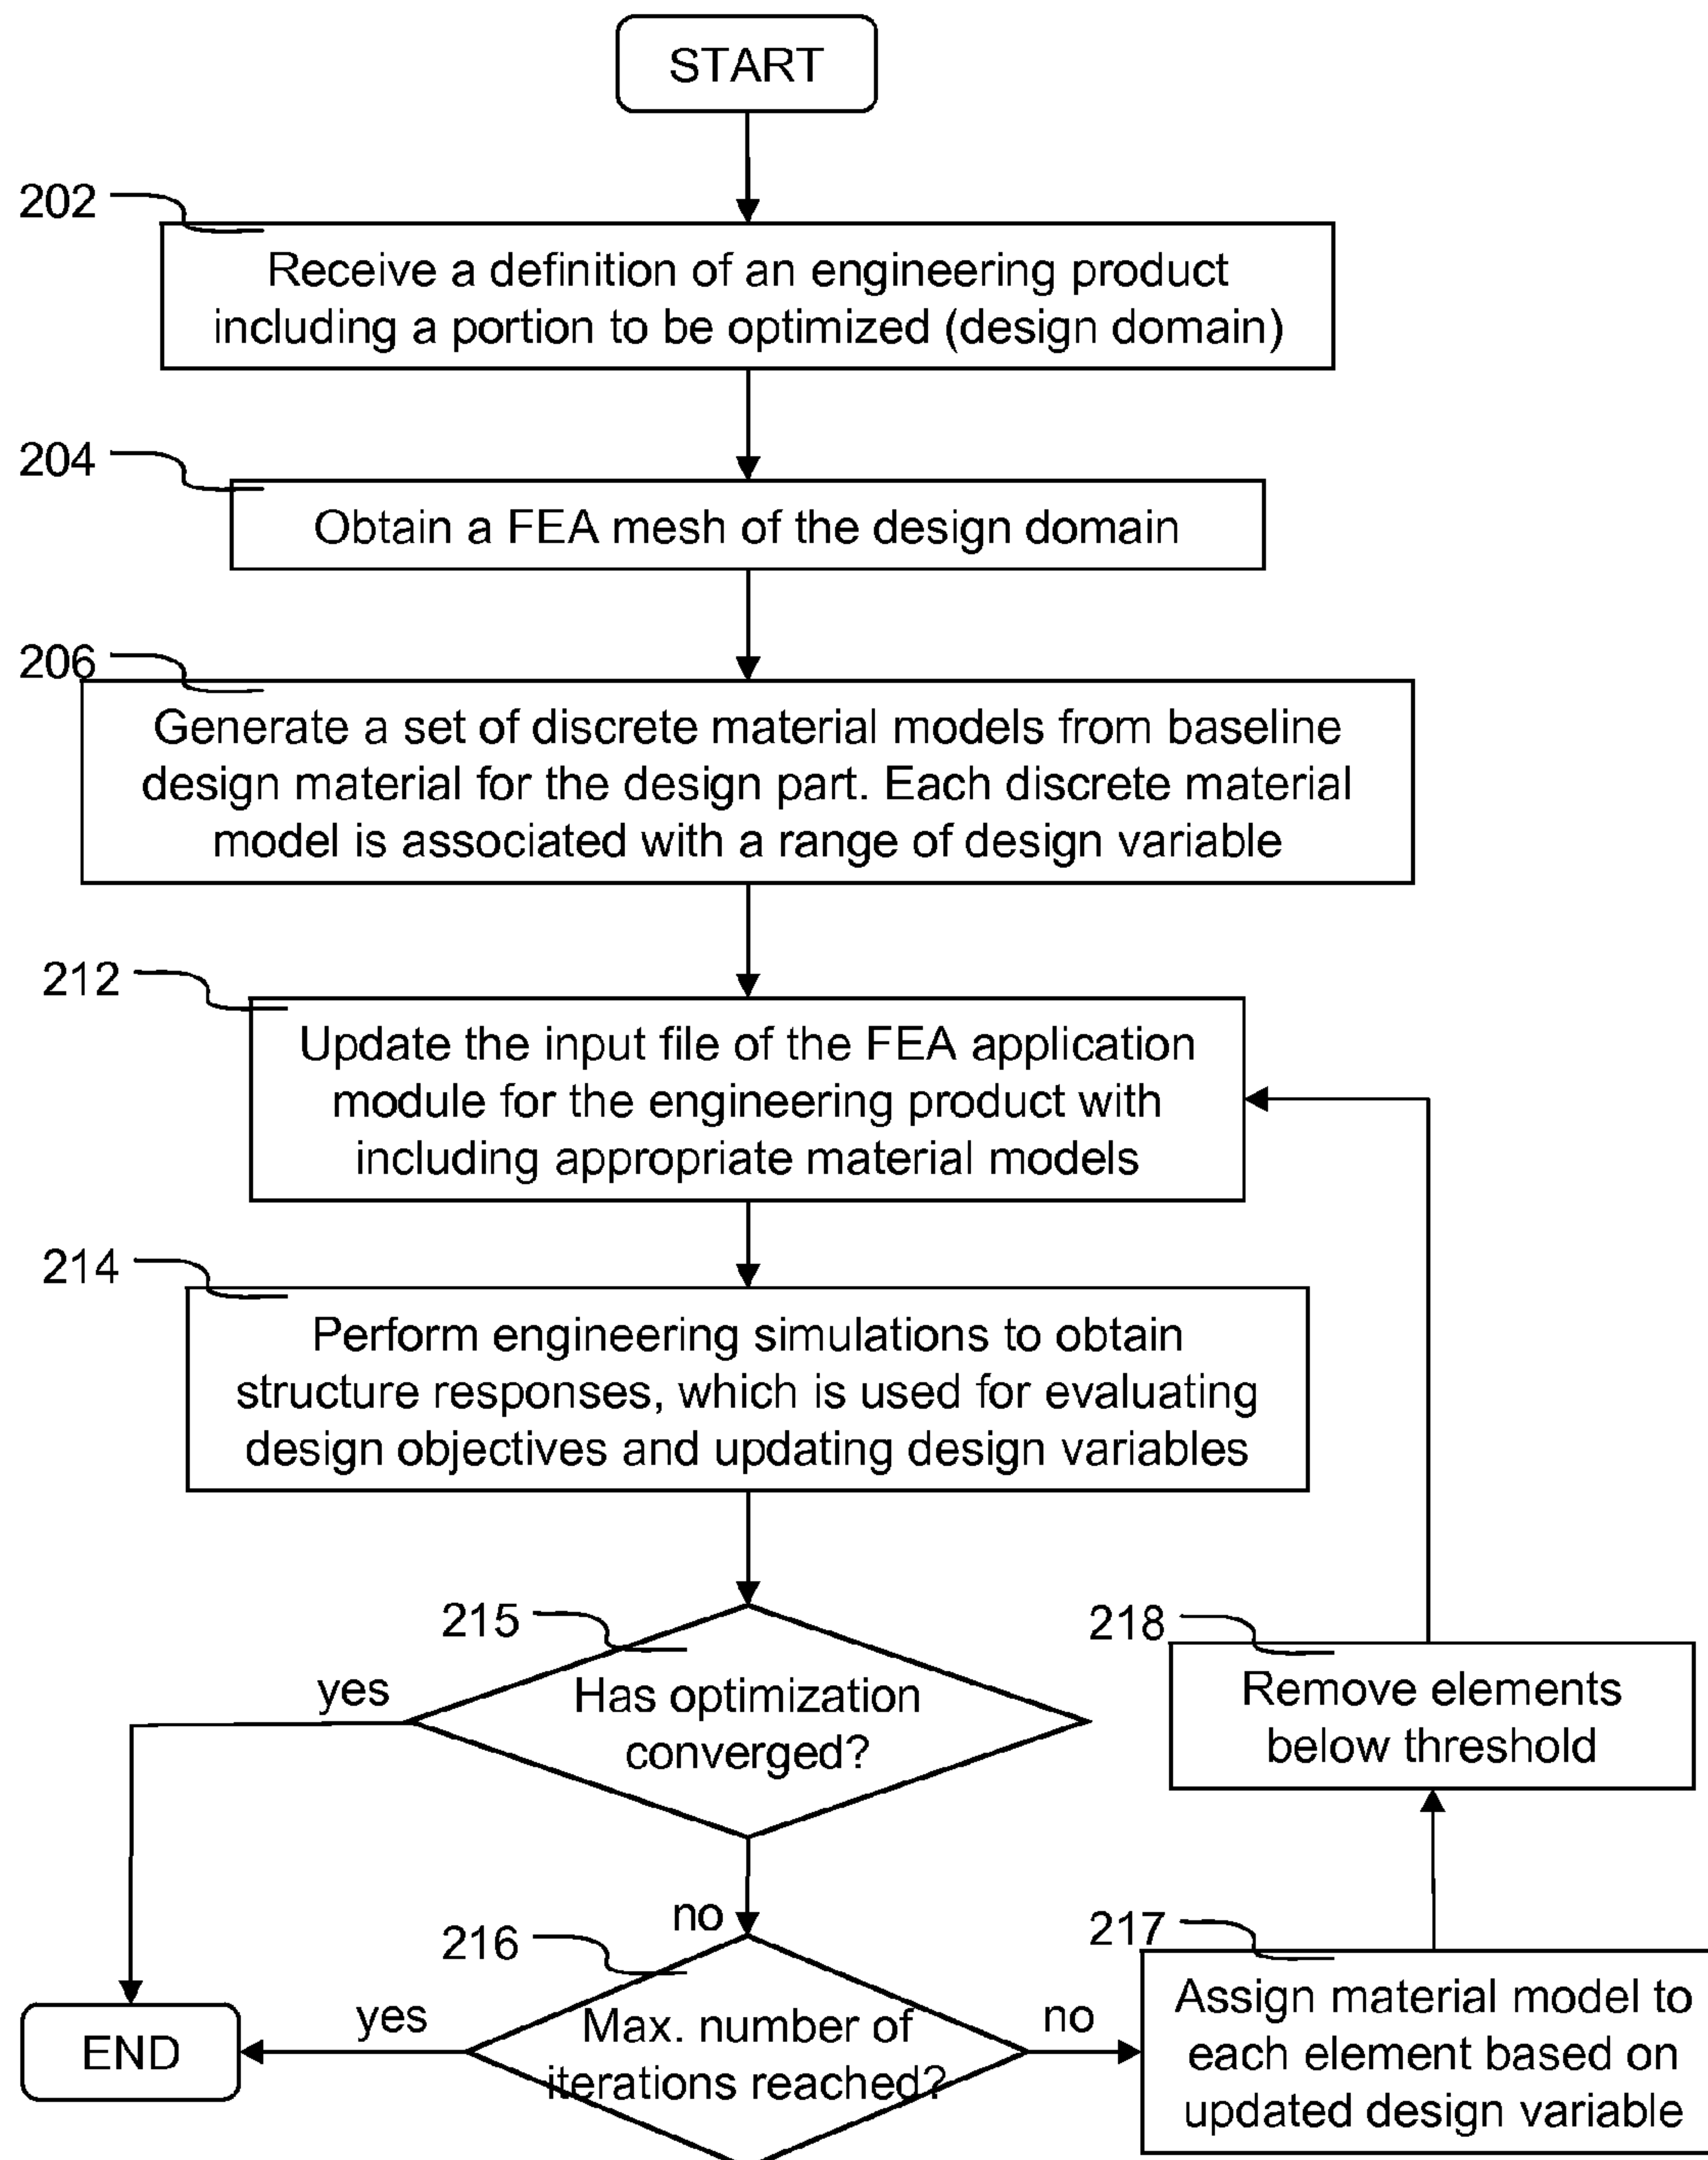 START
202
Receive a definition of an engineering product
including a portion to be optimized (design domain)
204
Obtain a FEA mesh of the design domain
206
Generate a set of discrete material models from baseline
design material for the design part. Each discrete material
model is associated with a range of design variable
212
Update the input file of the FEA application
module for the engineering product with
including appropriate material models
214
Perform engineering simulations to obtain
structure responses, which is used for evaluating
design objectives and updating design variables
215
Has optimization
converged?
yes
no
218
Remove elements
below threshold
216
Max. number of
iterations reached?
yes
no
217
Assign material model to
each element based on
updated design variable
END